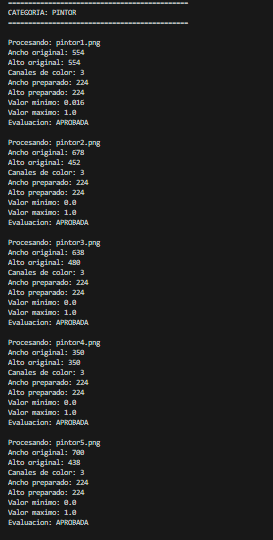 ==================================================
CATEGORIA: PINTOR
==================================================
Procesando: pintor1.png
Ancho original: 554
Alto original: 554
Canales de color: 3
Ancho preparado: 224
Alto preparado: 224
Valor minimo: 0.016
Valor maximo: 1.0
Evaluacion: APROBADA
Procesando: pintor2.png
Ancho original: 678
Alto original: 452
Canales de color: 3
Ancho preparado: 224
Alto preparado: 224
Valor minimo: 0.0
Valor maximo: 1.0
Evaluacion: APROBADA
Procesando: pintor3.png
Ancho original: 638
Alto original: 480
Canales de color: 3
Ancho preparado: 224
Alto preparado: 224
Valor minimo: 0.0
Valor maximo: 1.0
Evaluacion: APROBADA
Procesando: pintor4.png
Ancho original: 350
Alto original: 350
Canales de color: 3
Ancho preparado: 224
Alto preparado: 224
Valor minimo: 0.0
Valor maximo: 1.0
Evaluacion: APROBADA
Procesando: pintor5.png
Ancho original: 700
Alto original: 438
Canales de color: 3
Ancho preparado: 224
Alto preparado: 224
Valor minimo: 0.0
Valor maximo: 1.0
Evaluacion: APROBADA